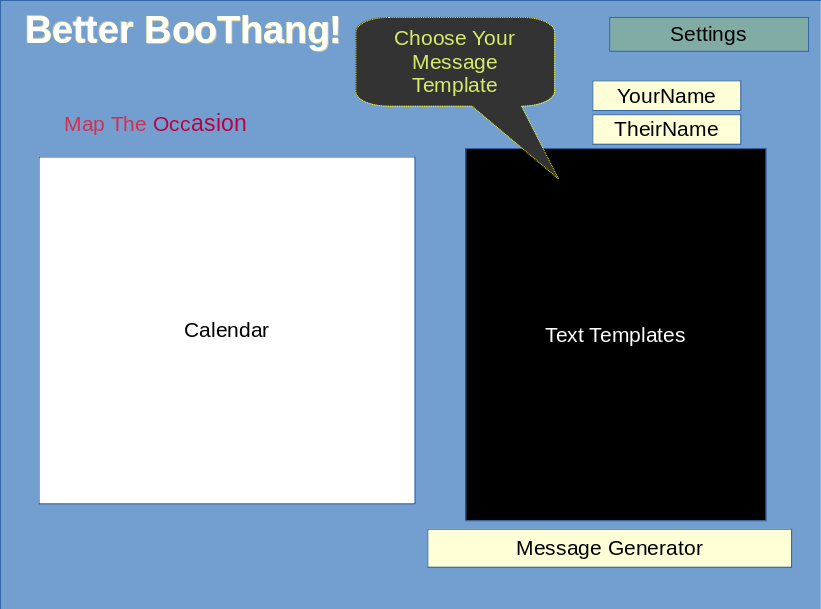 Better BooThang!
Choose Your
Message
Template
Settings
YourName
TheirName
Map The Occasion
Calendar
Text Templates
Message Generator